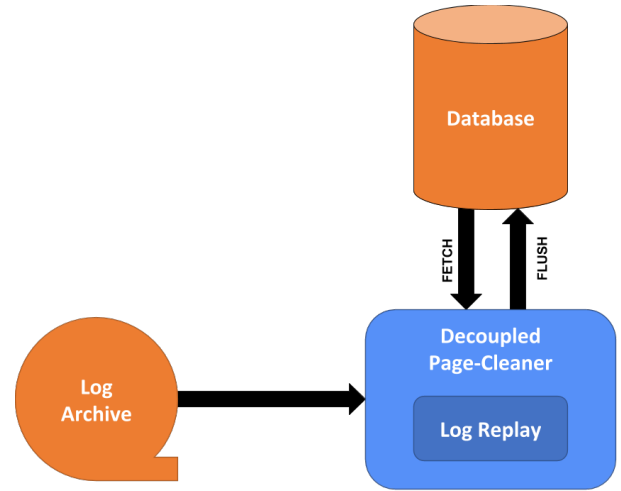 Database
FETCH
FLUSH
Decoupled
Page-Cleaner
Log
Archive
Log Replay